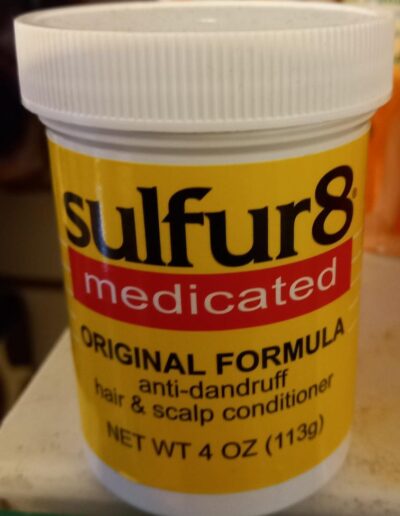 sulfur8®
medicated
ORIGINAL FORMULA
anti-dandruff
hair & scalp conditioner
NET WT 4 OZ (113g)